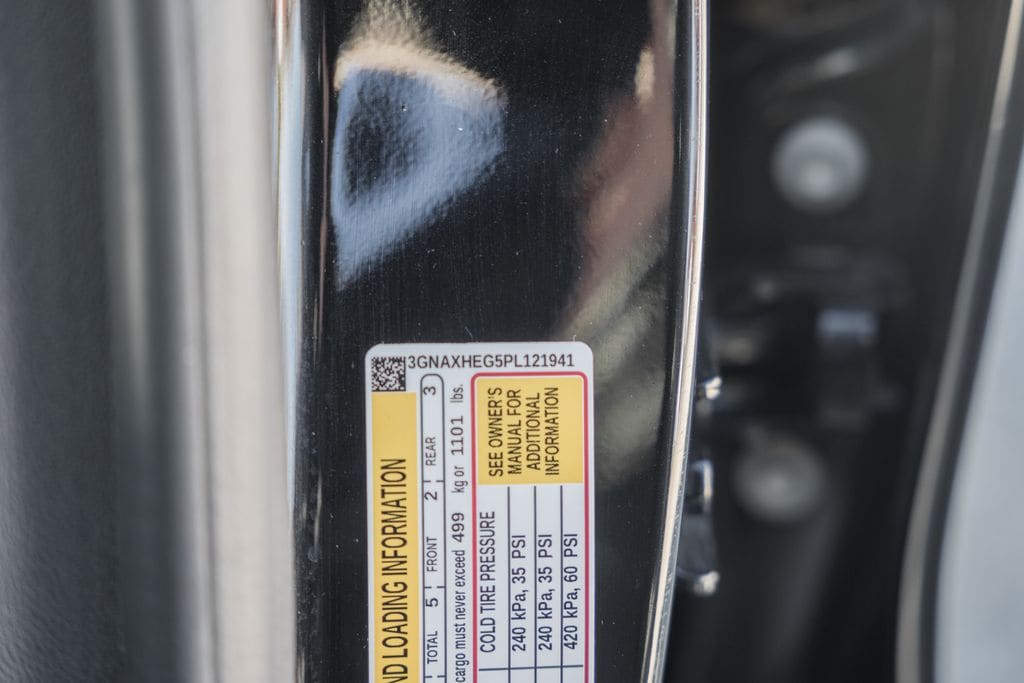 3GNAXHEG5PL121941
ND LOADING INFORMATION
TOTAL 5 FRONT 2 REAR 3
cargo must never exceed 499 kg or 1101 lbs.
COLD TIRE PRESSURE
240 kPa, 35 PSI
240 kPa, 35 PSI
420 kPa, 60 PSI
SEE OWNER'S
MANUAL FOR
ADDITIONAL
INFORMATION